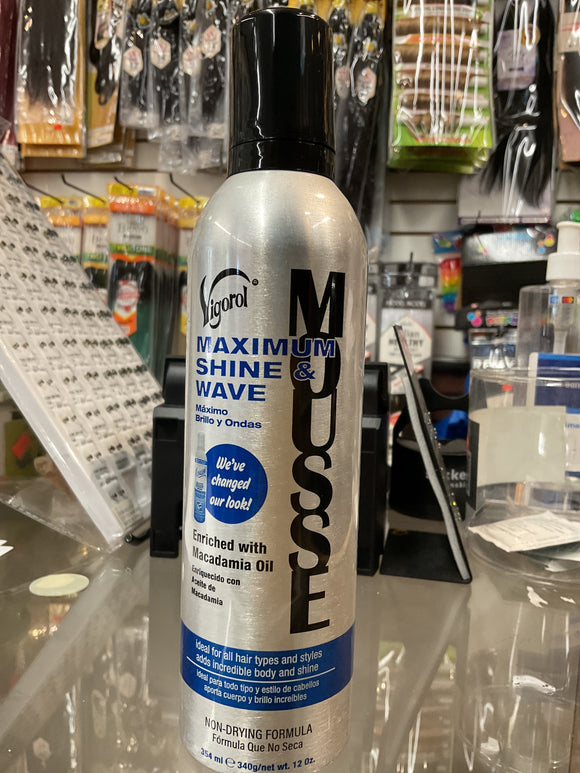 Vigorol®
MOUSSE
MAXIMUM
SHINE &
WAVE
Máximo
Brillo y Ondas
We've
changed
our look!
Enriched with
Macadamia Oil
Enriquecido con
Aceite de
Macadamia
ideal for all hair types and styles
adds incredible body and shine
ideal para todo tipo y estilo de cabellos
aporta cuerpo y brillo increíbles
NON-DRYING FORMULA
Fórmula Que No Seca
354 ml ℮ 340g/net wt. 12 Oz.